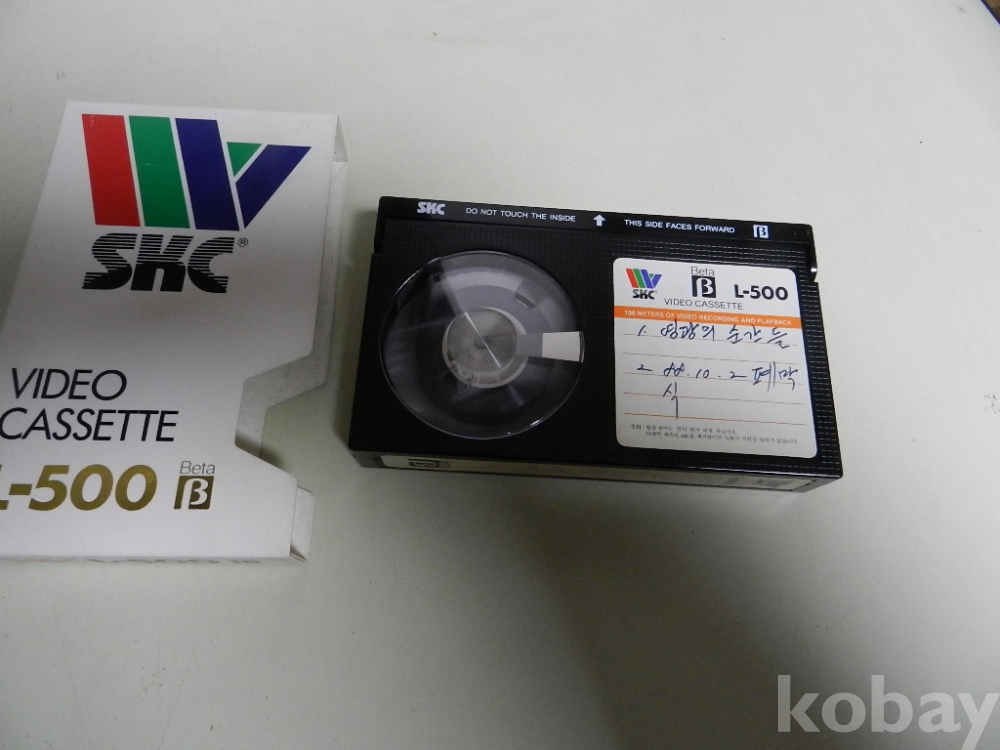 SKC®
VIDEO
CASSETTE
L-500 Beta β
SKC DO NOT TOUCH THE INSIDE THIS SIDE FACES FORWARD β
SKC Beta β L-500
VIDEO CASSETTE
150 METERS OF VIDEO RECORDING AND PLAYBACK
1. 영광의 순간들
2 88.10.2 폐막
식
kobay